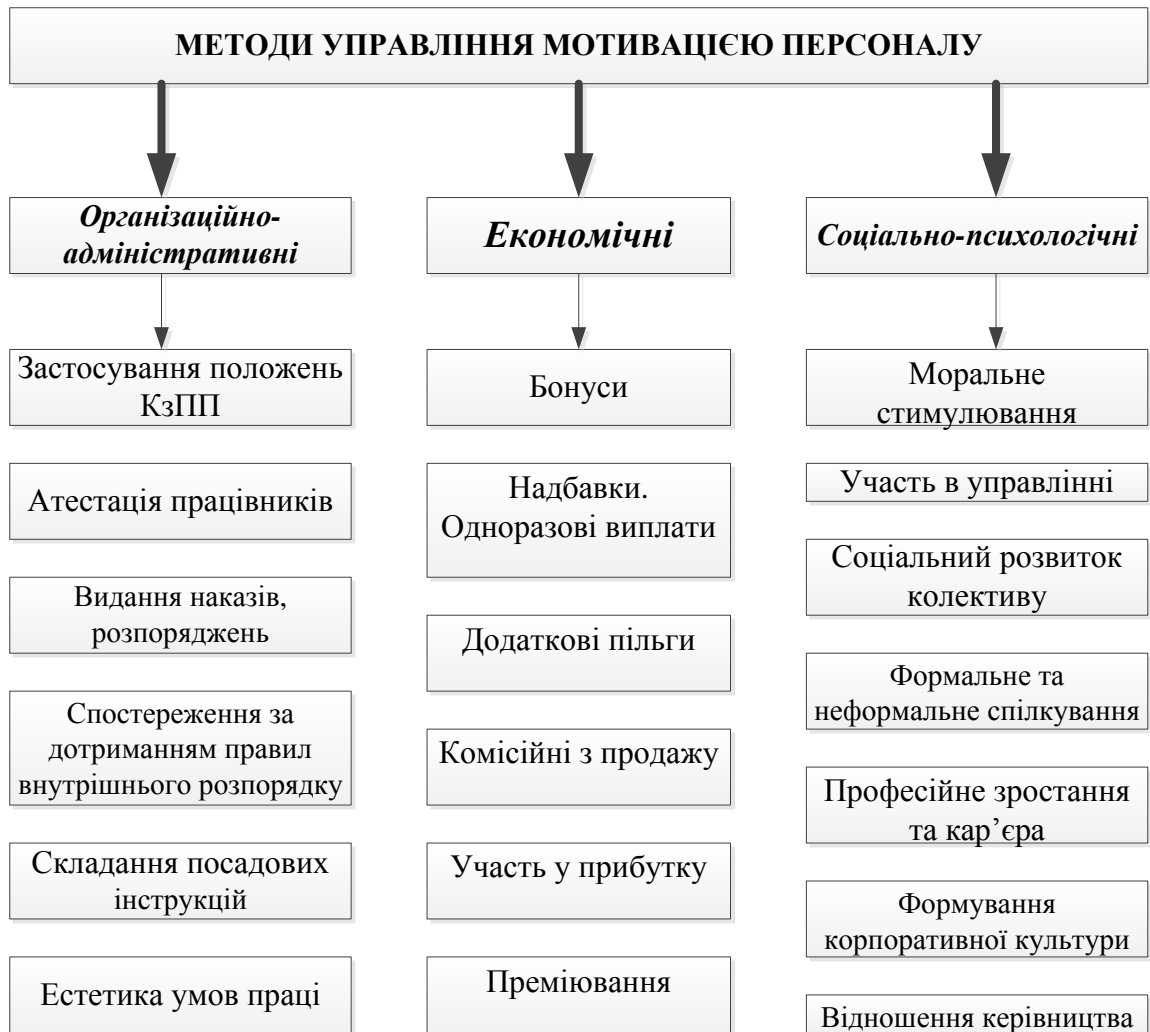 МЕТОДИ УПРАВЛІННЯ МОТИВАЦІЄЮ ПЕРСОНАЛУ
Організаційно-
адміністративні
Застосування положень
КзПП
Атестація працівників
Видання наказів,
розпоряджень
Спостереження за
дотриманням правил
внутрішнього розпорядку
Складання посадових
інструкцій
Естетика умов праці
Економічні
Бонуси
Надбавки.
Одноразові виплати
Додаткові пільги
Комісійні з продажу
Участь у прибутку
Преміювання
Соціально-психологічні
Моральне
стимулювання
Участь в управлінні
Соціальний розвиток
колективу
Формальне та
неформальне спілкування
Професійне зростання
та кар’єра
Формування
корпоративної культури
Відношення керівництва